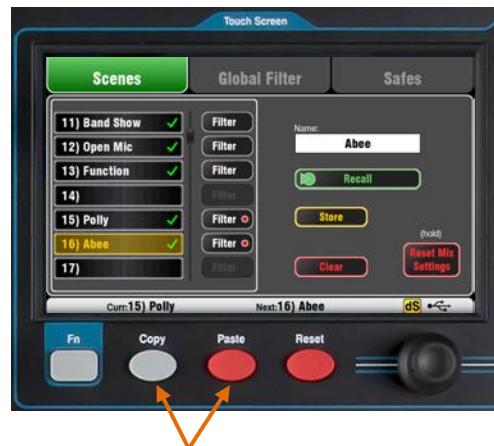 Touch Screen
Scenes Global Filter Safes
11) Band Show Filter
12) Open Mic Filter
13) Function Filter
14) Filter
15) Polly Filter
16) Abee Filter
17) Filter
Name:
Abee
Recall
Store
Clear
(hold)
Reset Mix
Settings
Curr:15) Polly Next:16) Abee dS
Fn Copy Paste Reset